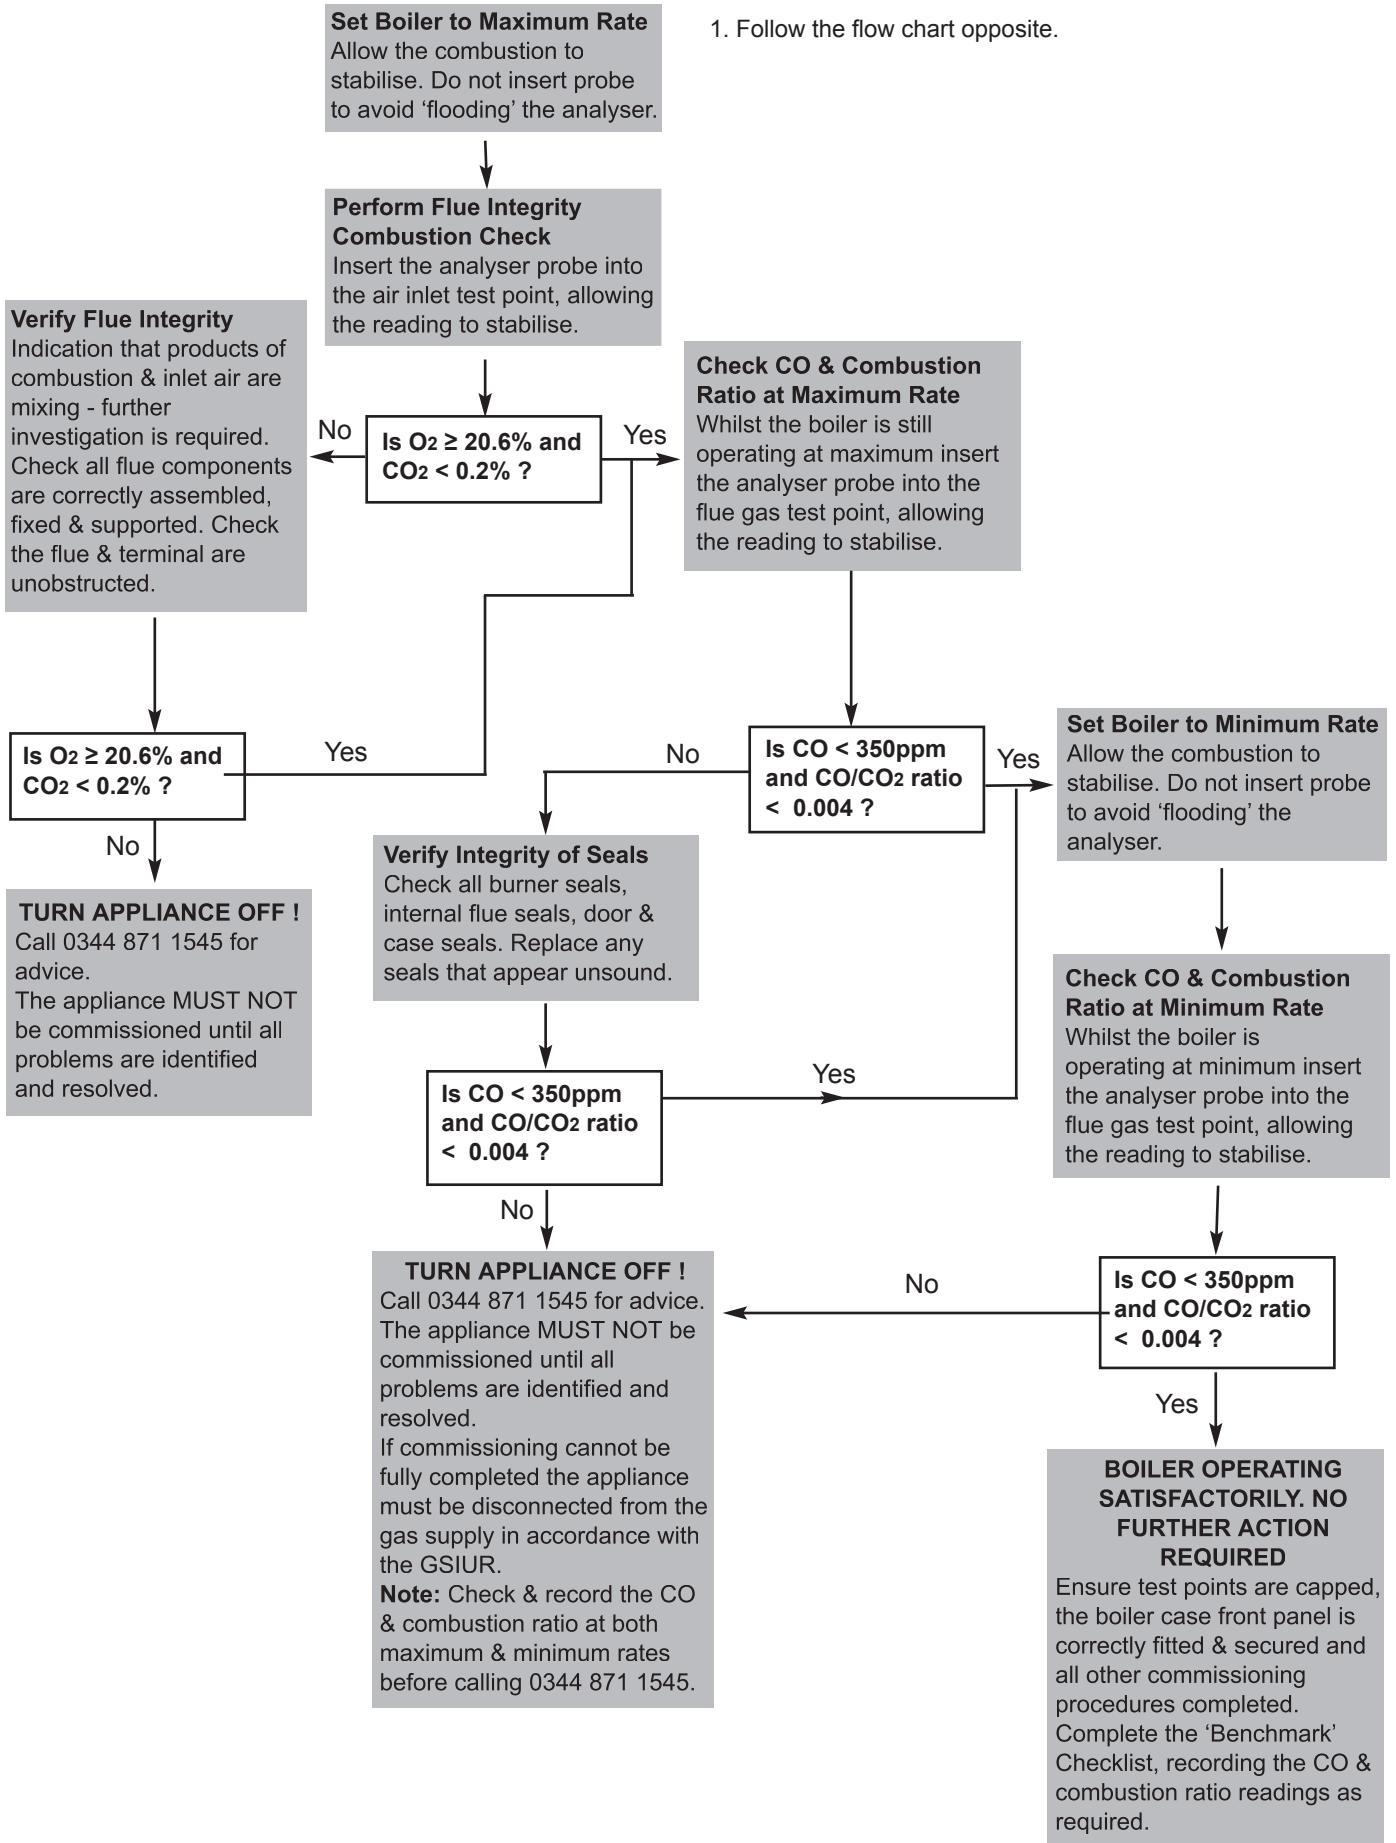 Set Boiler to Maximum Rate
Allow the combustion to
stabilise. Do not insert probe
to avoid ‘flooding’ the analyser.
1. Follow the flow chart opposite.
Perform Flue Integrity
Combustion Check
Insert the analyser probe into
the air inlet test point, allowing
the reading to stabilise.
Verify Flue Integrity
Indication that products of
combustion & inlet air are
mixing - further
investigation is required.
Check all flue components
are correctly assembled,
fixed & supported. Check
the flue & terminal are
unobstructed.
No
Is O2 ≥ 20.6% and
CO2 < 0.2% ?
Yes
Check CO & Combustion
Ratio at Maximum Rate
Whilst the boiler is still
operating at maximum insert
the analyser probe into the
flue gas test point, allowing
the reading to stabilise.
Is O2 ≥ 20.6% and
CO2 < 0.2% ?
Yes
No
TURN APPLIANCE OFF !
Call 0344 871 1545 for
advice.
The appliance MUST NOT
be commissioned until all
problems are identified
and resolved.
No
Is CO < 350ppm
and CO/CO2 ratio
< 0.004 ?
Yes
Set Boiler to Minimum Rate
Allow the combustion to
stabilise. Do not insert probe
to avoid ‘flooding’ the
analyser.
Verify Integrity of Seals
Check all burner seals,
internal flue seals, door &
case seals. Replace any
seals that appear unsound.
Check CO & Combustion
Ratio at Minimum Rate
Whilst the boiler is
operating at minimum insert
the analyser probe into the
flue gas test point, allowing
the reading to stabilise.
Is CO < 350ppm
and CO/CO2 ratio
< 0.004 ?
Yes
No
TURN APPLIANCE OFF !
Call 0344 871 1545 for advice.
The appliance MUST NOT be
commissioned until all
problems are identified and
resolved.
If commissioning cannot be
fully completed the appliance
must be disconnected from the
gas supply in accordance with
the GSIUR.
Note: Check & record the CO
& combustion ratio at both
maximum & minimum rates
before calling 0344 871 1545.
No
Is CO < 350ppm
and CO/CO2 ratio
< 0.004 ?
Yes
BOILER OPERATING
SATISFACTORILY. NO
FURTHER ACTION
REQUIRED
Ensure test points are capped,
the boiler case front panel is
correctly fitted & secured and
all other commissioning
procedures completed.
Complete the ‘Benchmark’
Checklist, recording the CO &
combustion ratio readings as
required.